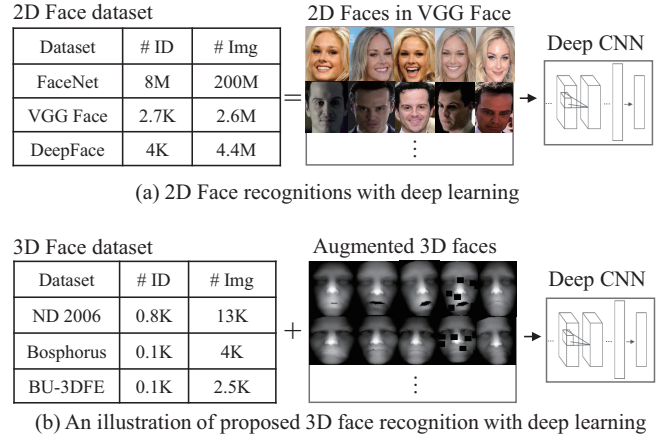 2D Face dataset
2D Faces in VGG Face
Dataset # ID # Img
Deep CNN
FaceNet 8M 200M
VGG Face 2.7K 2.6M
=
DeepFace 4K 4.4M
(a) 2D Face recognitions with deep learning
3D Face dataset
Augmented 3D faces
Dataset # ID # Img
Deep CNN
ND 2006 0.8K 13K
+
Bosphorus 0.1K 4K
BU-3DFE 0.1K 2.5K
(b) An illustration of proposed 3D face recognition with deep learning